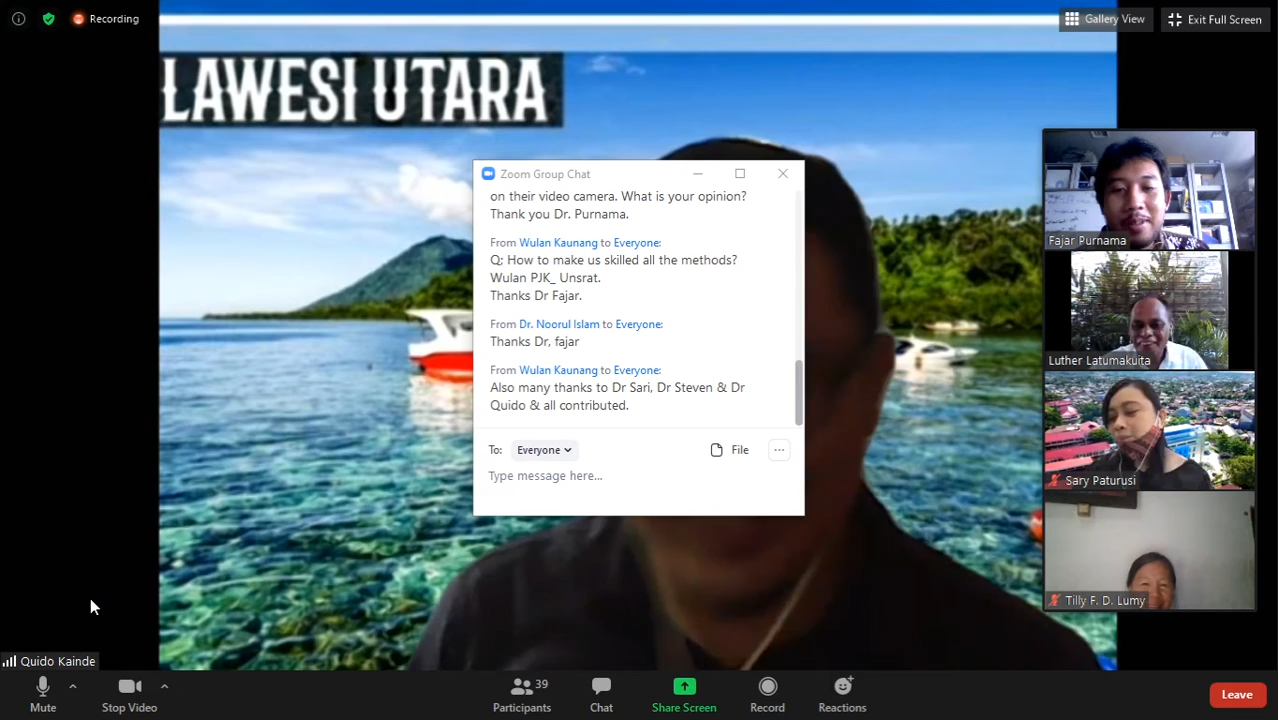 Recording
Gallery View
Exit Full Screen
LAWESI UTARA
Zoom Group Chat
on their video camera. What is your opinion?
Thank you Dr. Purnama.
From Wulan Kaunang to Everyone:
Q: How to make us skilled all the methods?
Wulan PJK_ Unsrat.
Thanks Dr Fajar.
From Dr. Noorul Islam to Everyone:
Thanks Dr, fajar
From Wulan Kaunang to Everyone:
Also many thanks to Dr Sari, Dr Steven & Dr
Quido & all contributed.
To: Everyone
File
Type message here...
Fajar Purnama
Luther Latumakuita
Sary Paturusi
Tilly F. D. Lumy
Quido Kainde
Mute
Stop Video
39
Participants
Chat
Share Screen
Record
Reactions
Leave